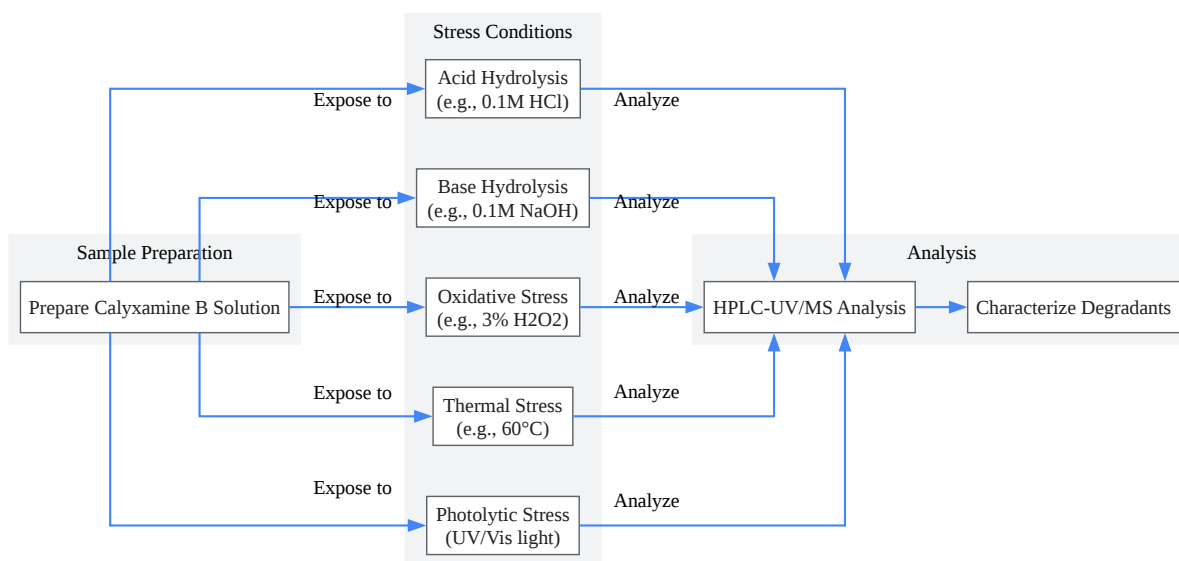 Stress Conditions
Acid Hydrolysis
(e.g., 0.1M HCl)
Expose to
Analyze
Base Hydrolysis
(e.g., 0.1M NaOH)
Expose to
Analyze
Sample Preparation
Analysis
Prepare Calyxamine B Solution
Expose to
Oxidative Stress
(e.g., 3% H2O2)
Analyze
HPLC-UV/MS Analysis
Characterize Degradants
Expose to
Thermal Stress
(e.g., 60°C)
Analyze
Expose to
Photolytic Stress
(UV/Vis light)
Analyze